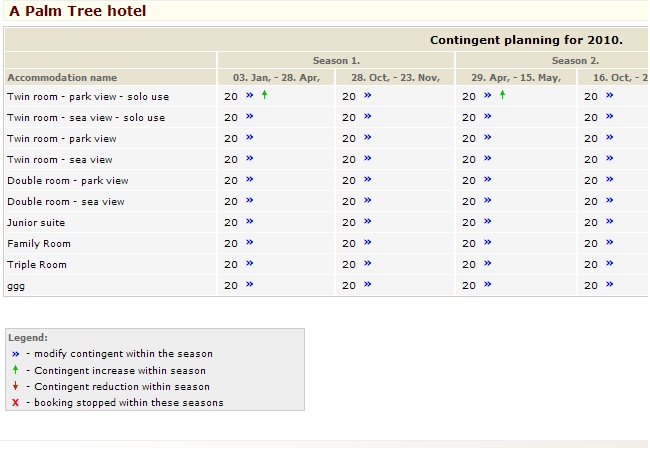 A Palm Tree hotel
Contingent planning for 2010.
Season 1. Season 2.
Accommodation name 03. Jan, - 28. Apr, 28. Oct, - 23. Nov, 29. Apr, - 15. May, 16. Oct, - 2
Twin room - park view - solo use 20 » ↑ 20 » 20 » ↑ 20 »
Twin room - sea view - solo use 20 » 20 » 20 » 20 »
Twin room - park view 20 » 20 » 20 » 20 »
Twin room - sea view 20 » 20 » 20 » 20 »
Double room - park view 20 » 20 » 20 » 20 »
Double room - sea view 20 » 20 » 20 » 20 »
Junior suite 20 » 20 » 20 » 20 »
Family Room 20 » 20 » 20 » 20 »
Triple Room 20 » 20 » 20 » 20 »
ggg 20 » 20 » 20 » 20 »
Legend:
» - modify contingent within the season
↑ - Contingent increase within season
↓ - Contingent reduction within season
X - booking stopped within these seasons